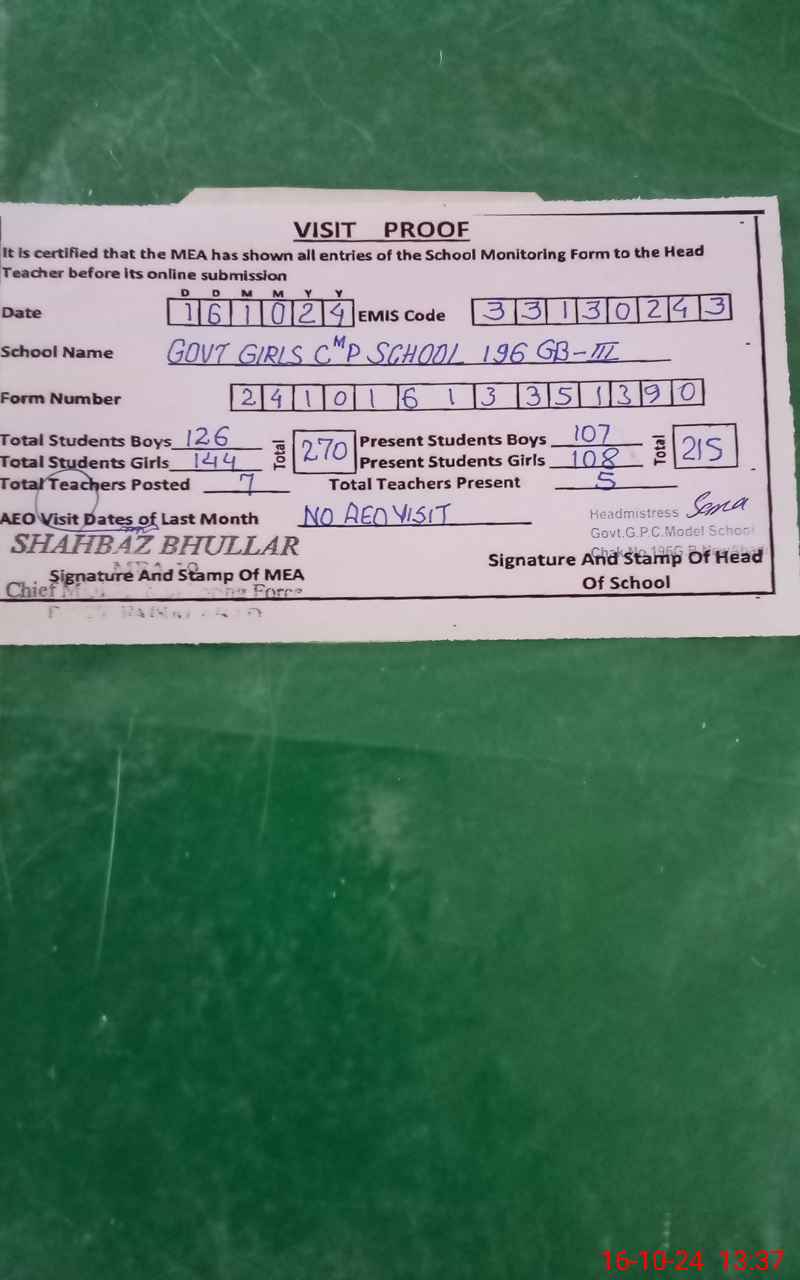 VISIT PROOF
It is certified that the MEA has shown all entries of the School Monitoring Form to the Head
Teacher before its online submission
D D M M Y Y
Date 1 6 1 0 2 4 EMIS Code 3 3 1 3 0 2 4 3
School Name GOVT GIRLS CMP SCHOOL 196 GB-III
Form Number 2 4 1 0 1 6 1 3 3 5 1 3 9 0
Total Students Boys 126 Total 270 Present Students Boys 107 Total 215
Total Students Girls 144 Present Students Girls 108
Total Teachers Posted 7 Total Teachers Present 5
AEO Visit Dates of Last Month NO AEO VISIT
Headmistress
Govt.G.P.C.Model School
Chak No 196G.B
SHAHBAZ BHULLAR
Signature And Stamp Of MEA
Signature And Stamp Of Head
Of School
Chief Force
16-10-24 13:37